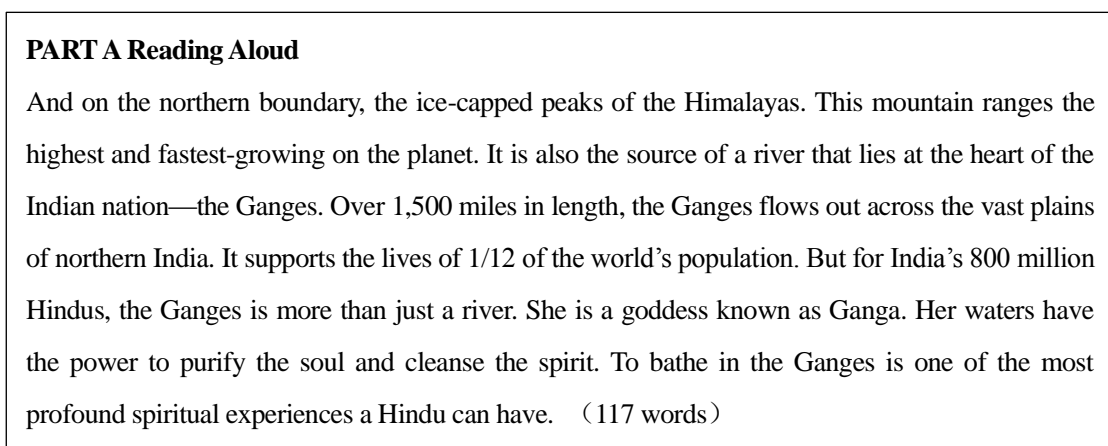 PART A Reading Aloud
And on the northern boundary, the ice-capped peaks of the Himalayas. This mountain ranges the
highest and fastest-growing on the planet. It is also the source of a river that lies at the heart of the
Indian nation—the Ganges. Over 1,500 miles in length, the Ganges flows out across the vast plains
of northern India. It supports the lives of 1/12 of the world’s population. But for India’s 800 million
Hindus, the Ganges is more than just a river. She is a goddess known as Ganga. Her waters have
the power to purify the soul and cleanse the spirit. To bathe in the Ganges is one of the most
profound spiritual experiences a Hindu can have. （117 words）